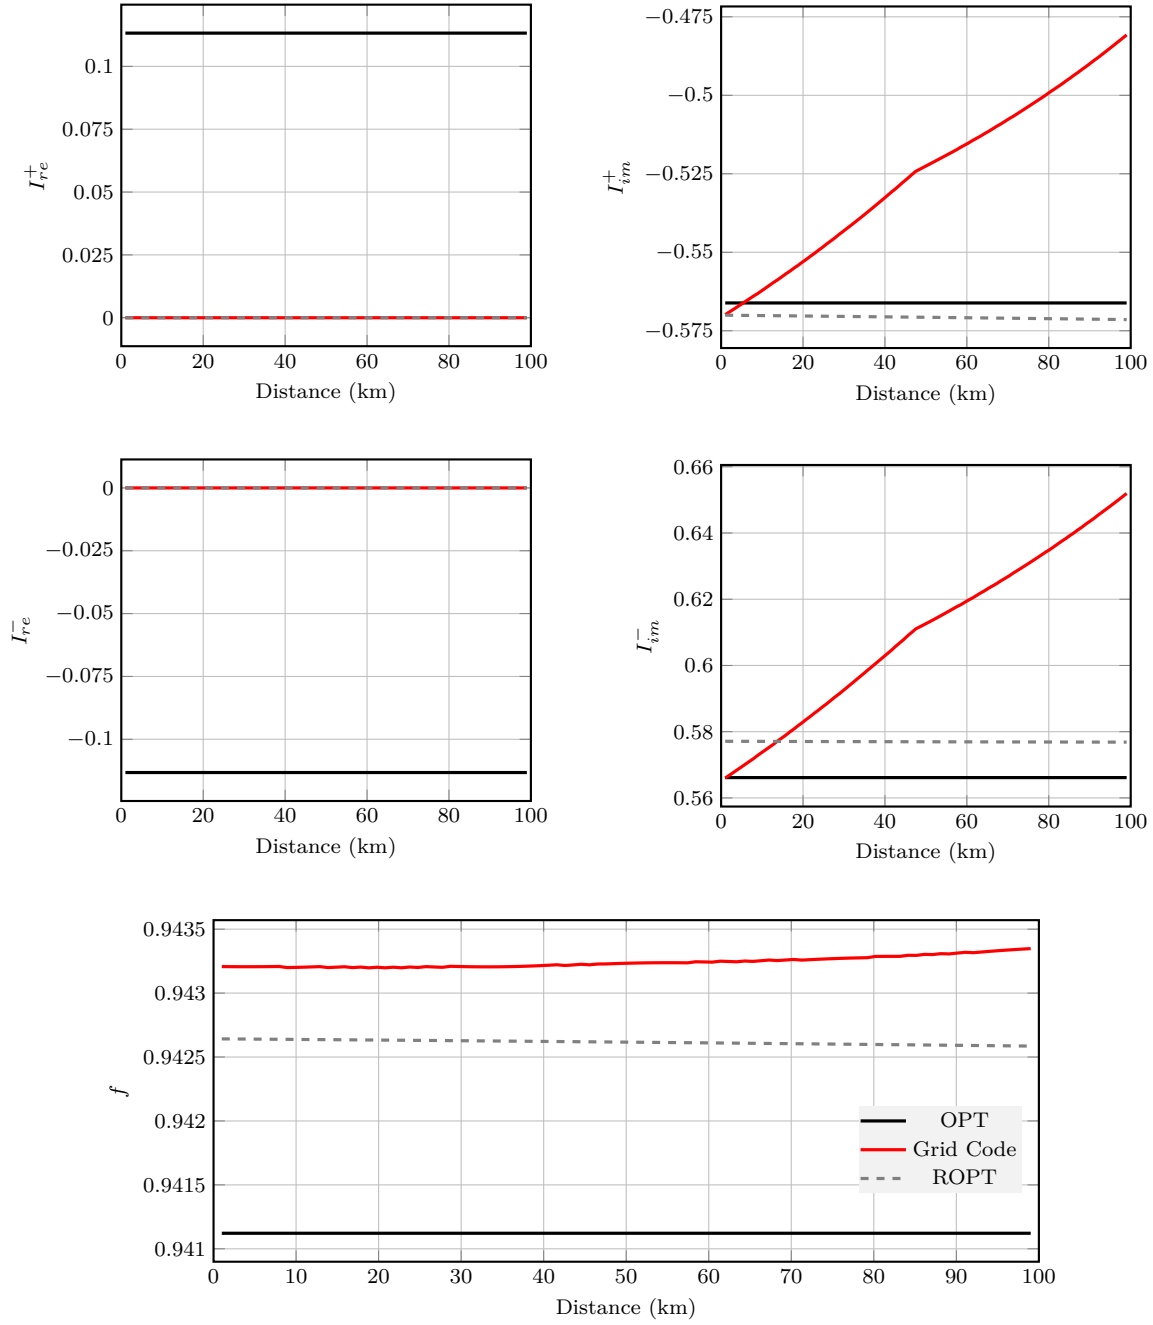 0.1
0.075
0.05
0.025
0
I_{re}^{+}
0 20 40 60 80 100
Distance (km)
−0.475
−0.5
−0.525
−0.55
−0.575
I_{im}^{+}
0 20 40 60 80 100
Distance (km)
0
−0.025
−0.05
−0.075
−0.1
I_{re}^{−}
0 20 40 60 80 100
Distance (km)
0.66
0.64
0.62
0.6
0.58
0.56
I_{im}^{−}
0 20 40 60 80 100
Distance (km)
0.9435
0.943
0.9425
0.942
0.9415
0.941
f
OPT
Grid Code
ROPT
0 10 20 30 40 50 60 70 80 90 100
Distance (km)